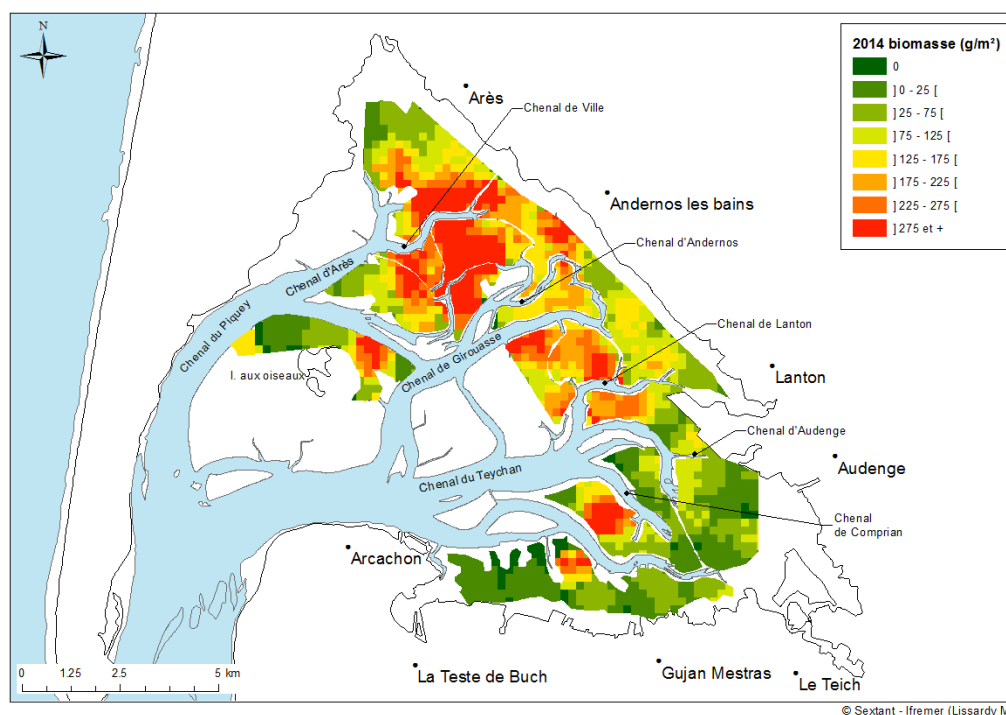 N
2014 biomasse (g/m²)
0
] 0 - 25 [
] 25 - 75 [
] 75 - 125 [
] 125 - 175 [
] 175 - 225 [
] 225 - 275 [
] 275 et +
Arès
Chenal de Ville
Andernos les bains
Chenal d'Andernos
Chenal d'Arès
Chenal du Piquey
Chenal de Lanton
Chenal de Girouasse
Lanton
I. aux oiseaux
Chenal d'Audenge
Audenge
Chenal du Teychan
Chenal
de Comprian
Arcachon
0 1.25 2.5 5 km
La Teste de Buch
Gujan Mestras
Le Teich
© Sextant - Ifremer (Lissardy M